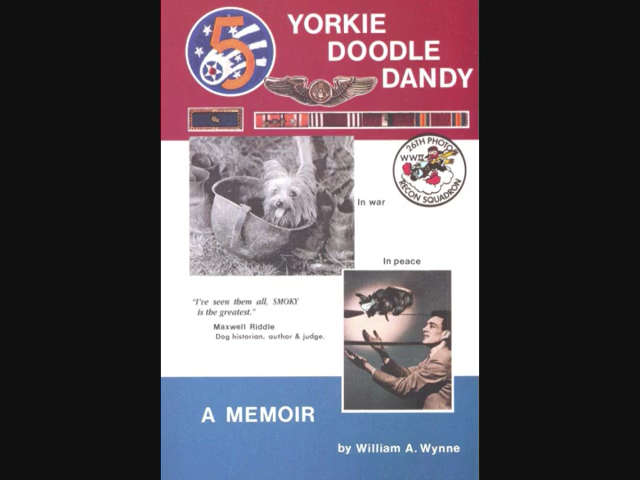 5
YORKIE
DOODLE
DANDY
26TH PHOTO
WWII
RECON SQUADRON
In war
In peace
"I've seen them all, SMOKY
is the greatest."
Maxwell Riddle
Dog historian, author & judge.
A MEMOIR
by William A. Wynne